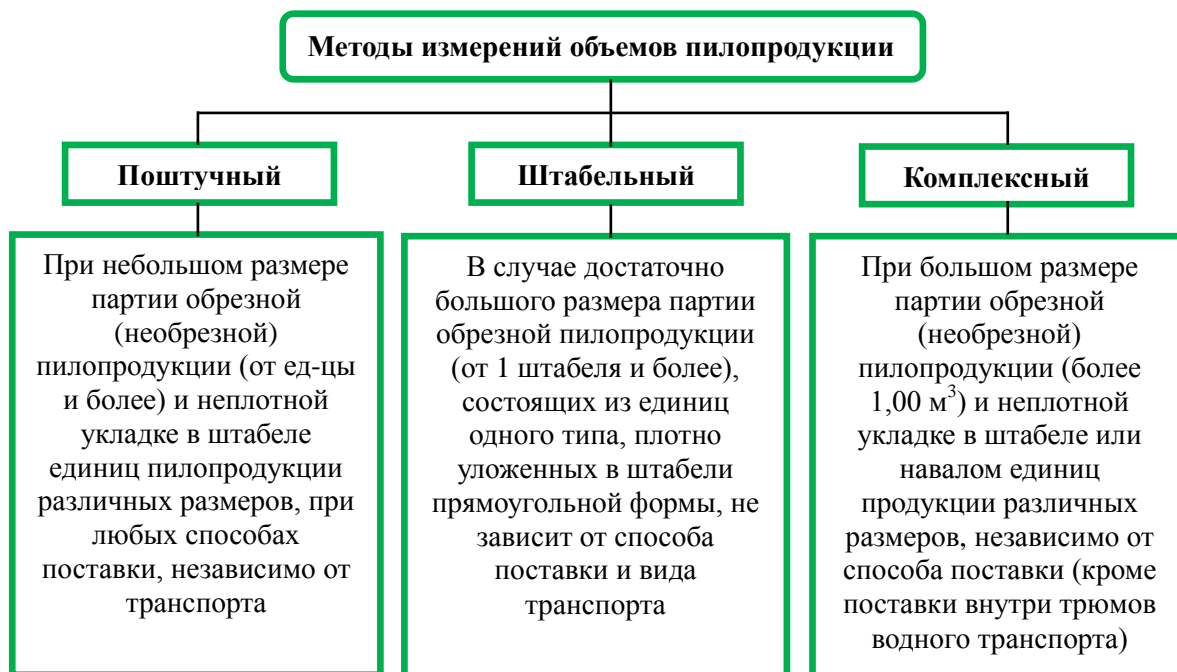 Методы измерений объемов пилопродукции
Поштучный
Штабельный
Комплексный
При небольшом размере
партии обрезной
(необрезной)
пилопродукции (от ед-цы
и более) и неплотной
укладке в штабеле
единиц пилопродукции
различных размеров, при
любых способах
поставки, независимо от
транспорта
В случае достаточно
большого размера партии
обрезной пилопродукции
(от 1 штабеля и более),
состоящих из единиц
одного типа, плотно
уложенных в штабели
прямоугольной формы, не
зависит от способа
поставки и вида
транспорта
При большом размере
партии обрезной
(необрезной)
пилопродукции (более
1,00 м³) и неплотной
укладке в штабеле или
навалом единиц
продукции различных
размеров, независимо от
способа поставки (кроме
поставки внутри трюмов
водного транспорта)